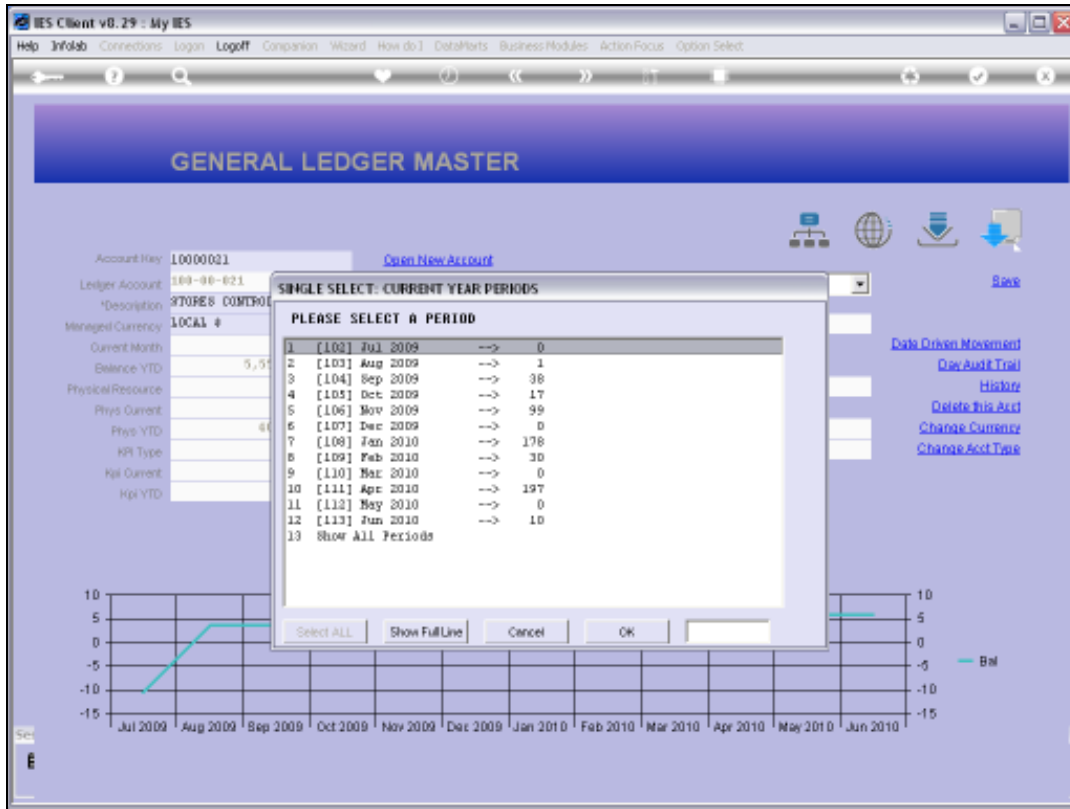 IES Client v8.29 : My IES
Help Infolab Connections Logon Logoff Companion Wizard How do I DataMarts Business Modules Action Focus Option Select
GENERAL LEDGER MASTER
Account Key 10000021 Open New Account
Ledger Account 100-00-021 Save
*Description STORES CONTROL
Managed Currency LOCAL
Current Month Date Driven Movement
Balance YTD Day Audit Trail
Physical Resource History
Phys Current Delete this Acct
Phys YTD Change Currency
KPI Type Change Acct Type
Kpi Current
Kpi YTD
SINGLE SELECT: CURRENT YEAR PERIODS
PLEASE SELECT A PERIOD
1 [102] Jul 2009 --> 0
2 [103] Aug 2009 --> 1
3 [104] Sep 2009 --> 38
4 [105] Oct 2009 --> 17
5 [106] Nov 2009 --> 99
6 [107] Dec 2009 --> 0
7 [108] Jan 2010 --> 178
8 [109] Feb 2010 --> 30
9 [110] Mar 2010 --> 0
10 [111] Apr 2010 --> 197
11 [112] May 2010 --> 0
12 [113] Jun 2010 --> 10
13 Show All Periods
Select ALL Show Full Line Cancel OK
10 10
5 5
0 0
-5 -5 Bal
-10 -10
-15 -15
Jul 2009 Aug 2009 Sep 2009 Oct 2009 Nov 2009 Dec 2009 Jan 2010 Feb 2010 Mar 2010 Apr 2010 May 2010 Jun 2010